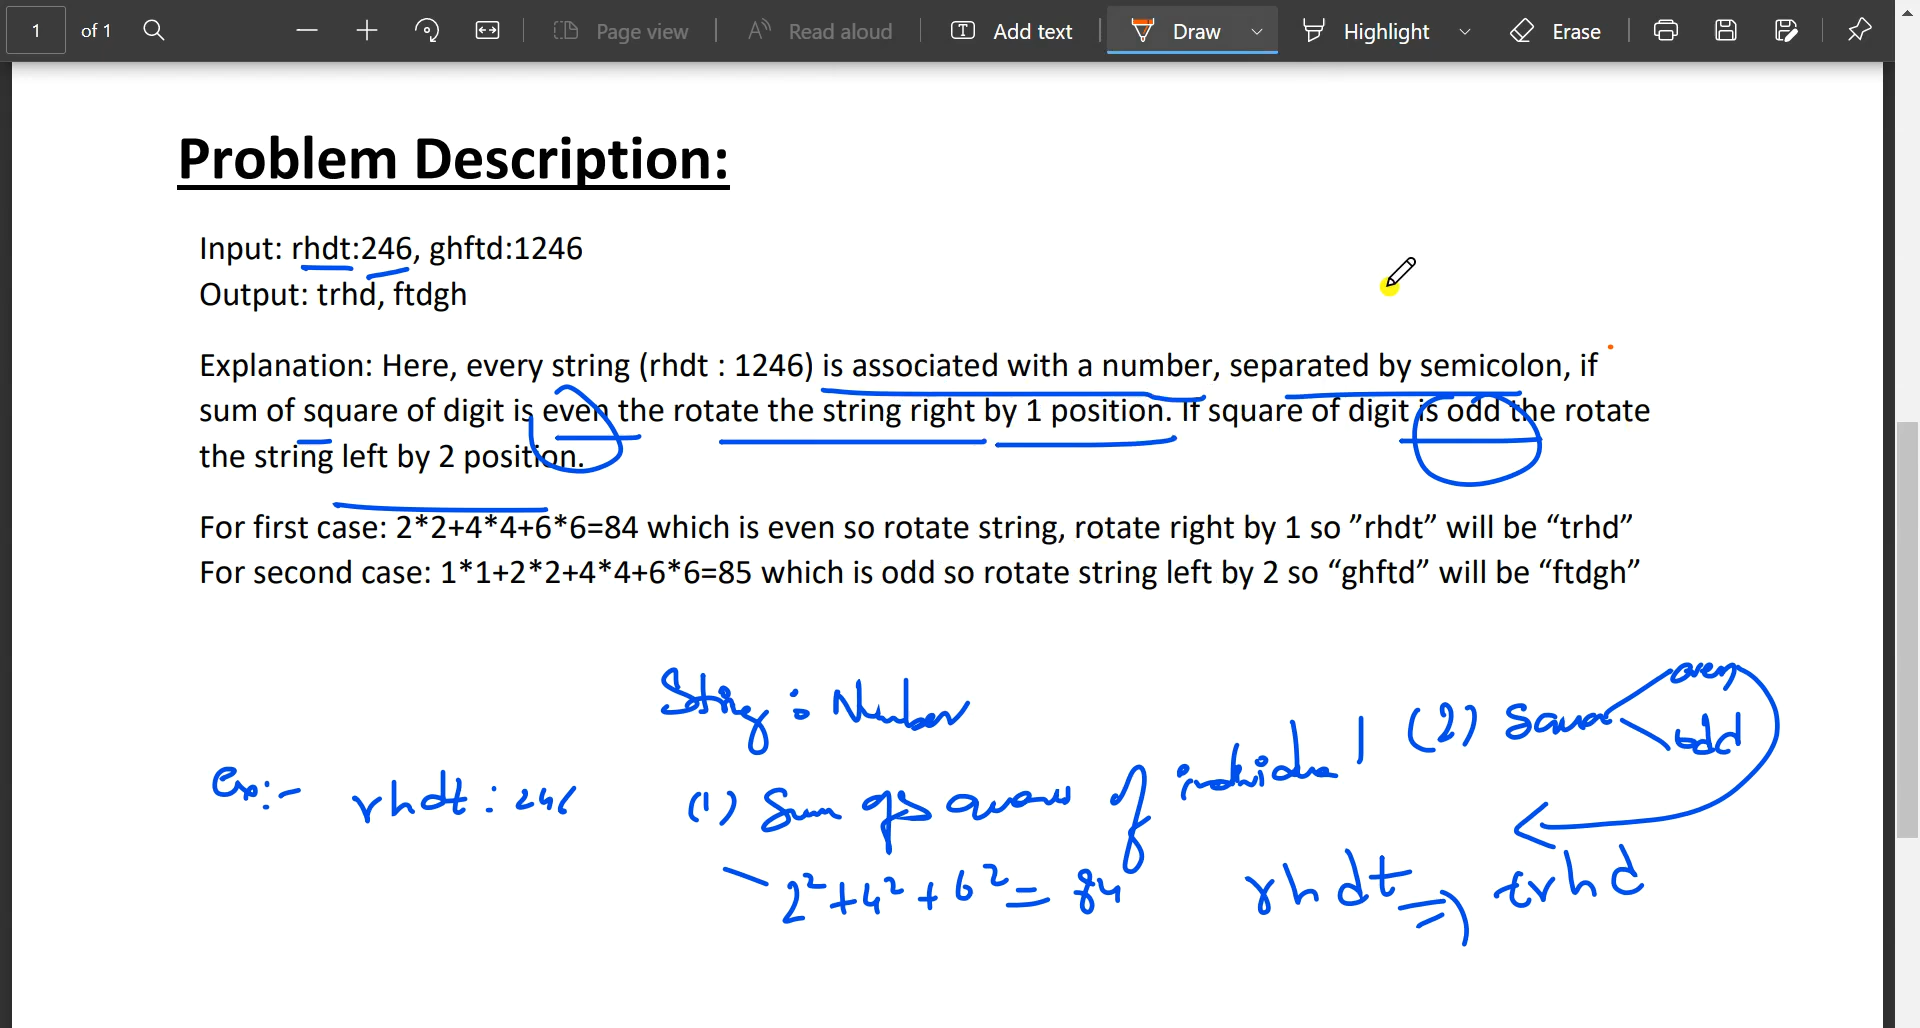 1 of 1 Page view Read aloud Add text Draw Highlight Erase
Problem Description:
Input: rhdt:246, ghftd:1246
Output: trhd, ftdgh
Explanation: Here, every string (rhdt : 1246) is associated with a number, separated by semicolon, if
sum of square of digit is even the rotate the string right by 1 position. If square of digit is odd the rotate
the string left by 2 position.
For first case: 2*2+4*4+6*6=84 which is even so rotate string, rotate right by 1 so ”rhdt” will be “trhd”
For second case: 1*1+2*2+4*4+6*6=85 which is odd so rotate string left by 2 so “ghftd” will be “ftdgh”
String : Number
(2) even
odd
Ex:- rhdt : 246
(1) Sum of squares of individual
2²+4²+6²= 84
rhdt => trhd